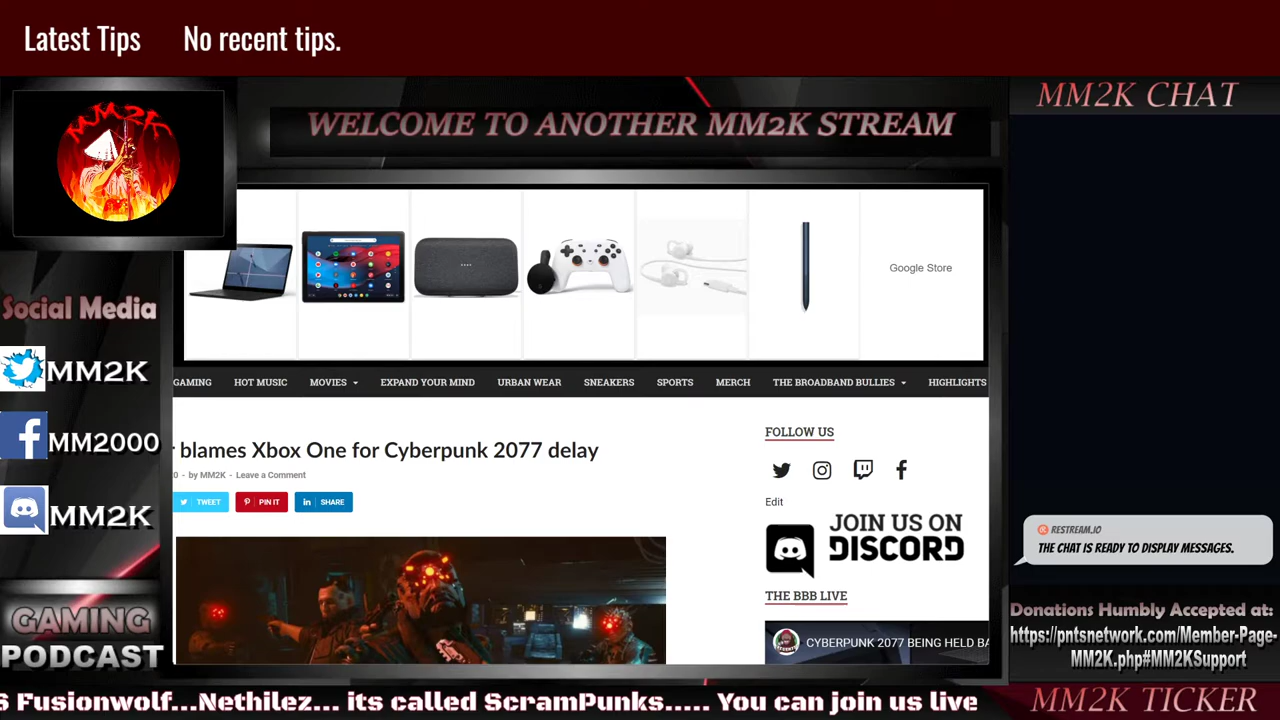 Latest Tips No recent tips.
MM2K
WELCOME TO ANOTHER MM2K STREAM
MM2K CHAT
Google Store
Social Media
MM2K
MM2000
MM2K
GAMING
PODCAST
GAMING HOT MUSIC MOVIES EXPAND YOUR MIND URBAN WEAR SNEAKERS SPORTS MERCH THE BROADBAND BULLIES HIGHLIGHTS
blames Xbox One for Cyberpunk 2077 delay
0 - by MM2K - Leave a Comment
TWEET PIN IT SHARE
FOLLOW US
Edit
JOIN US ON
DISCORD
THE BBB LIVE
CYBERPUNK 2077 BEING HELD BA
RESTREAM.IO
THE CHAT IS READY TO DISPLAY MESSAGES.
Donations Humbly Accepted at:
https://pntsnetwork.com/Member-Page-
MM2K.php#MM2KSupport
Fusionwolf...Nethilez... its called ScramPunks..... You can join us live
MM2K TICKER